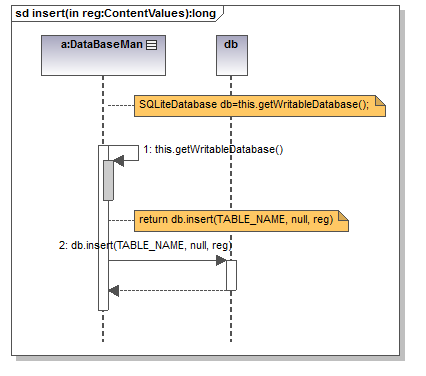 sd insert(in reg:ContentValues):long
a:DataBaseMan
db
SQLiteDatabase db=this.getWritableDatabase();
1: this.getWritableDatabase()
return db.insert(TABLE_NAME, null, reg)
2: db.insert(TABLE_NAME, null, reg)